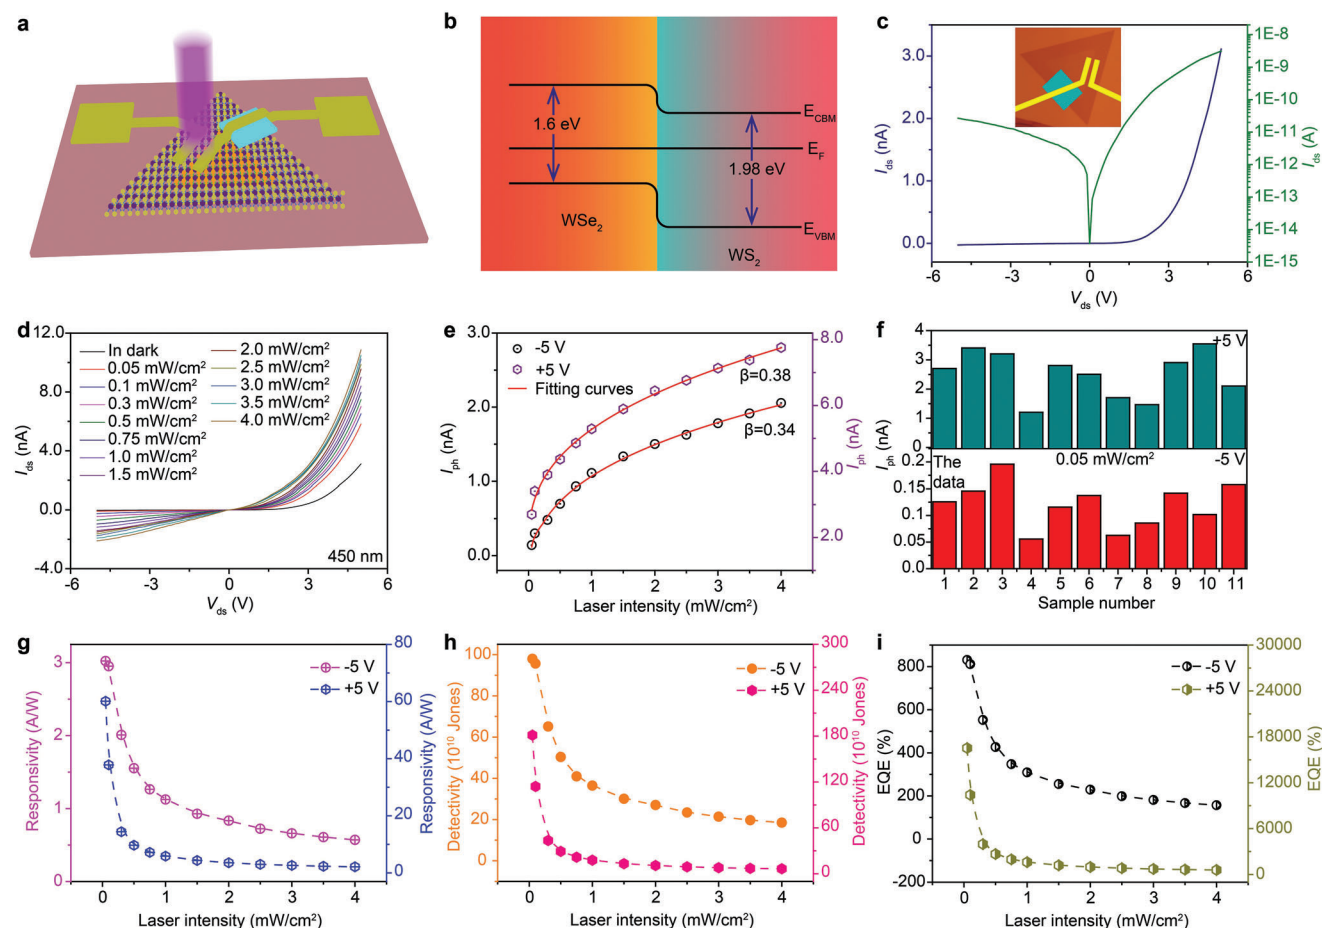 a
b
1.6 eV
1.98 eV
E_CBM
E_F
E_VBM
WSe₂
WS₂
c
I_ds (nA)
3.0
2.0
1.0
0.0
-6 -3 0 3 6
V_ds (V)
1E-8
1E-9
1E-10
1E-11
1E-12
1E-13
1E-14
1E-15
I_ds (A)
d
I_ds (nA)
12.0
8.0
4.0
0.0
-4.0
In dark
0.05 mW/cm²
0.1 mW/cm²
0.3 mW/cm²
0.5 mW/cm²
0.75 mW/cm²
1.0 mW/cm²
1.5 mW/cm²
2.0 mW/cm²
2.5 mW/cm²
3.0 mW/cm²
3.5 mW/cm²
4.0 mW/cm²
450 nm
-6 -3 0 3 6
V_ds (V)
e
I_ph (nA)
3.0
2.0
1.0
0.0
-5 V
+5 V
Fitting curves
β=0.38
β=0.34
8.0
6.0
4.0
2.0
I_ph (nA)
0 1 2 3 4
Laser intensity (mW/cm²)
f
I_ph (nA)
4
3
2
1
0
+5 V
0.2
0.15
0.10
0.05
0.00
The
data
0.05 mW/cm²
-5 V
1 2 3 4 5 6 7 8 9 10 11
Sample number
g
Responsivity (A/W)
3
2
1
0
-5 V
+5 V
80
60
40
20
0
Responsivity (A/W)
0 1 2 3 4
Laser intensity (mW/cm²)
h
Detectivity (10¹⁰ Jones)
100
80
60
40
20
0
-5 V
+5 V
300
240
180
120
60
0
Detectivity (10¹⁰ Jones)
0 1 2 3 4
Laser intensity (mW/cm²)
i
EQE (%)
800
600
400
200
0
-200
-5 V
+5 V
30000
24000
18000
12000
6000
0
EQE (%)
0 1 2 3 4
Laser intensity (mW/cm²)